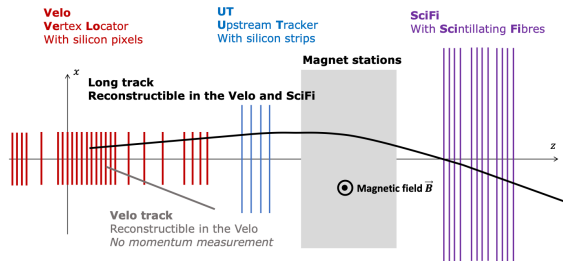 Velo
Vertex Locator
With silicon pixels
UT
Upstream Tracker
With silicon strips
SciFi
With Scintillating Fibres
Magnet stations
x
Long track
Reconstructible in the Velo and SciFi
z
Magnetic field \vec{B}
Velo track
Reconstructible in the Velo
No momentum measurement